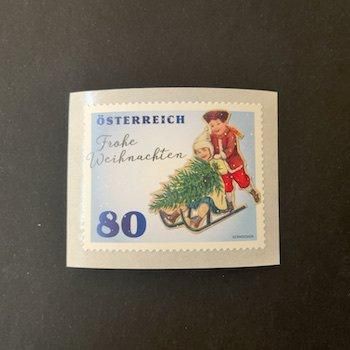 ÖSTERREICH
Frohe
Weihnachten
80